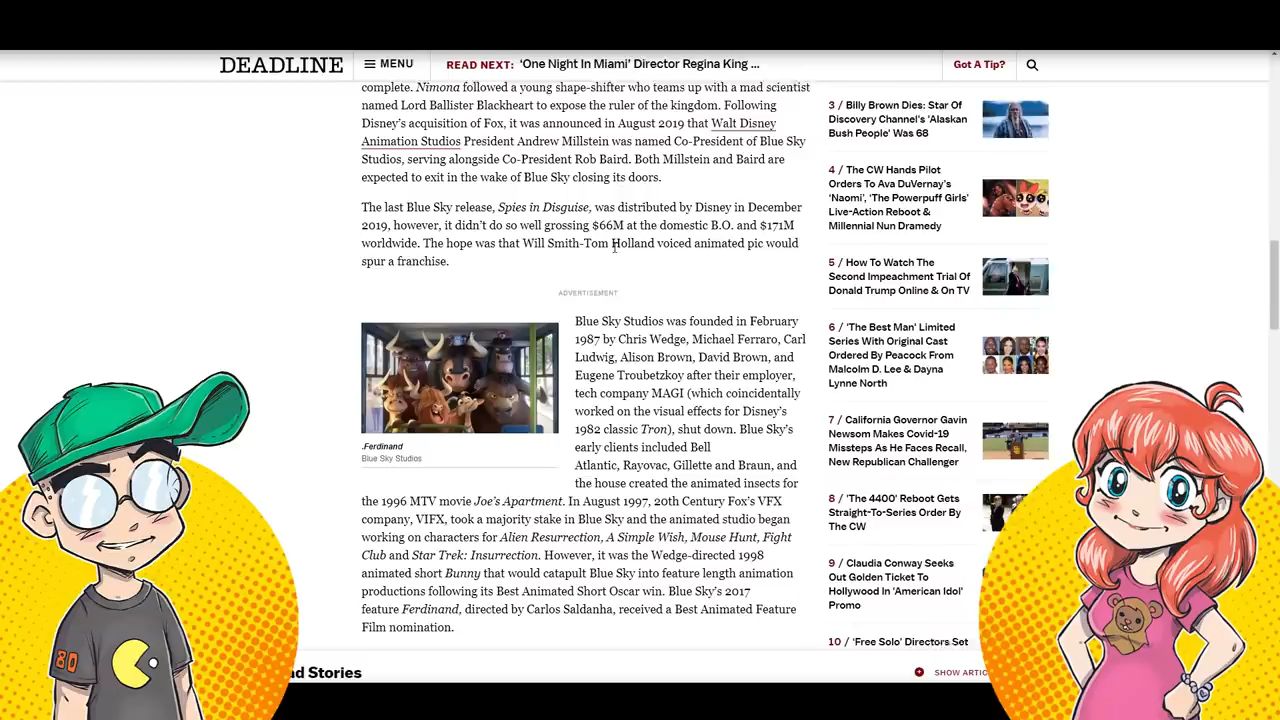 DEADLINE
MENU
READ NEXT: ‘One Night In Miami’ Director Regina King ...
Got A Tip?
complete. Nimona followed a young shape-shifter who teams up with a mad scientist
named Lord Ballister Blackheart to expose the ruler of the kingdom. Following
Disney’s acquisition of Fox, it was announced in August 2019 that Walt Disney
Animation Studios President Andrew Millstein was named Co-President of Blue Sky
Studios, serving alongside Co-President Rob Baird. Both Millstein and Baird are
expected to exit in the wake of Blue Sky closing its doors.
The last Blue Sky release, Spies in Disguise, was distributed by Disney in December
2019, however, it didn’t do so well grossing $66M at the domestic B.O. and $171M
worldwide. The hope was that Will Smith-Tom Holland voiced animated pic would
spur a franchise.
ADVERTISEMENT
Blue Sky Studios was founded in February
1987 by Chris Wedge, Michael Ferraro, Carl
Ludwig, Alison Brown, David Brown, and
Eugene Troubetzkoy after their employer,
tech company MAGI (which coincidentally
worked on the visual effects for Disney’s
1982 classic Tron), shut down. Blue Sky’s
early clients included Bell
Atlantic, Rayovac, Gillette and Braun, and
the house created the animated insects for
the 1996 MTV movie Joe’s Apartment. In August 1997, 20th Century Fox’s VFX
company, VIFX, took a majority stake in Blue Sky and the animated studio began
working on characters for Alien Resurrection, A Simple Wish, Mouse Hunt, Fight
Club and Star Trek: Insurrection. However, it was the Wedge-directed 1998
animated short Bunny that would catapult Blue Sky into feature length animation
productions following its Best Animated Short Oscar win. Blue Sky’s 2017
feature Ferdinand, directed by Carlos Saldanha, received a Best Animated Feature
Film nomination.
.Ferdinand
Blue Sky Studios
3 / Billy Brown Dies: Star Of
Discovery Channel’s ‘Alaskan
Bush People’ Was 68
4 / The CW Hands Pilot
Orders To Ava DuVernay’s
‘Naomi’, ‘The Powerpuff Girls’
Live-Action Reboot &
Millennial Nun Dramedy
5 / How To Watch The
Second Impeachment Trial Of
Donald Trump Online & On TV
6 / ‘The Best Man’ Limited
Series With Original Cast
Ordered By Peacock From
Malcolm D. Lee & Dayna
Lynne North
7 / California Governor Gavin
Newsom Makes Covid-19
Missteps As He Faces Recall,
New Republican Challenger
8 / ‘The 4400’ Reboot Gets
Straight-To-Series Order By
The CW
9 / Claudia Conway Seeks
Out Golden Ticket To
Hollywood In ‘American Idol’
Promo
10 / ‘Free Solo’ Directors Set
d Stories
SHOW ARTIC
80